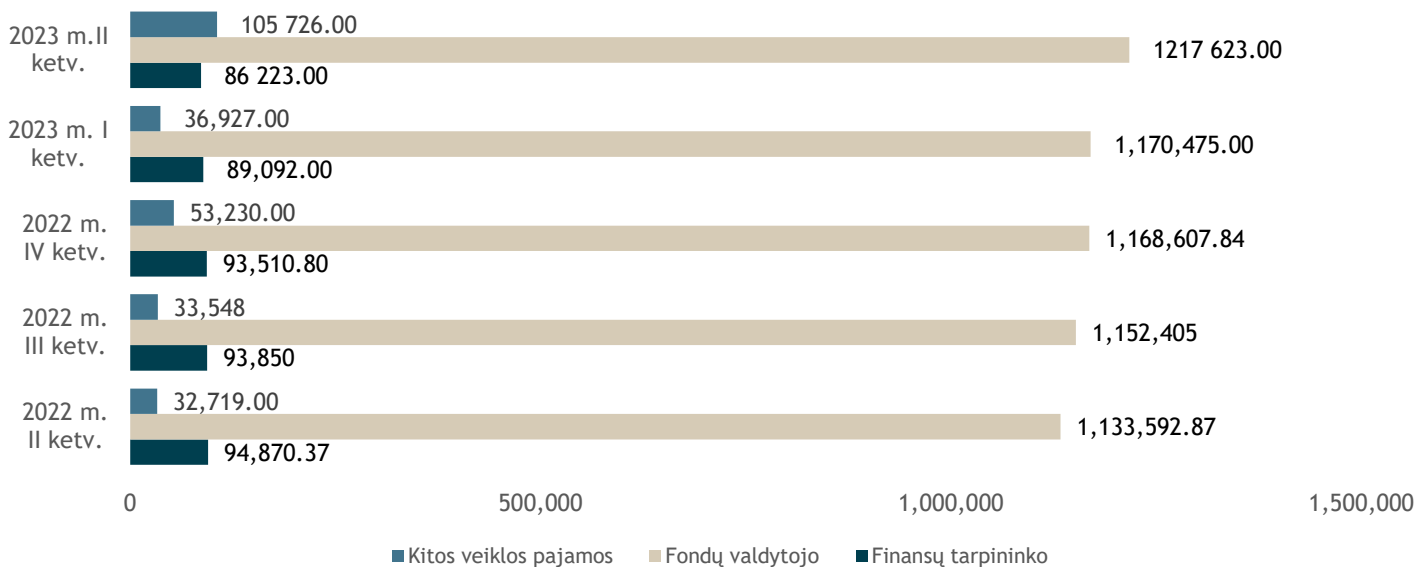 105 726.00
2023 m.II
ketv.
1217 623.00
86 223.00
36,927.00
2023 m. I
ketv.
1,170,475.00
89,092.00
53,230.00
2022 m.
IV ketv.
1,168,607.84
93,510.80
33,548
2022 m.
III ketv.
1,152,405
93,850
32,719.00
2022 m.
II ketv.
1,133,592.87
94,870.37
0 500,000 1,000,000 1,500,000
Kitos veiklos pajamos Fondų valdytojo Finansų tarpininko